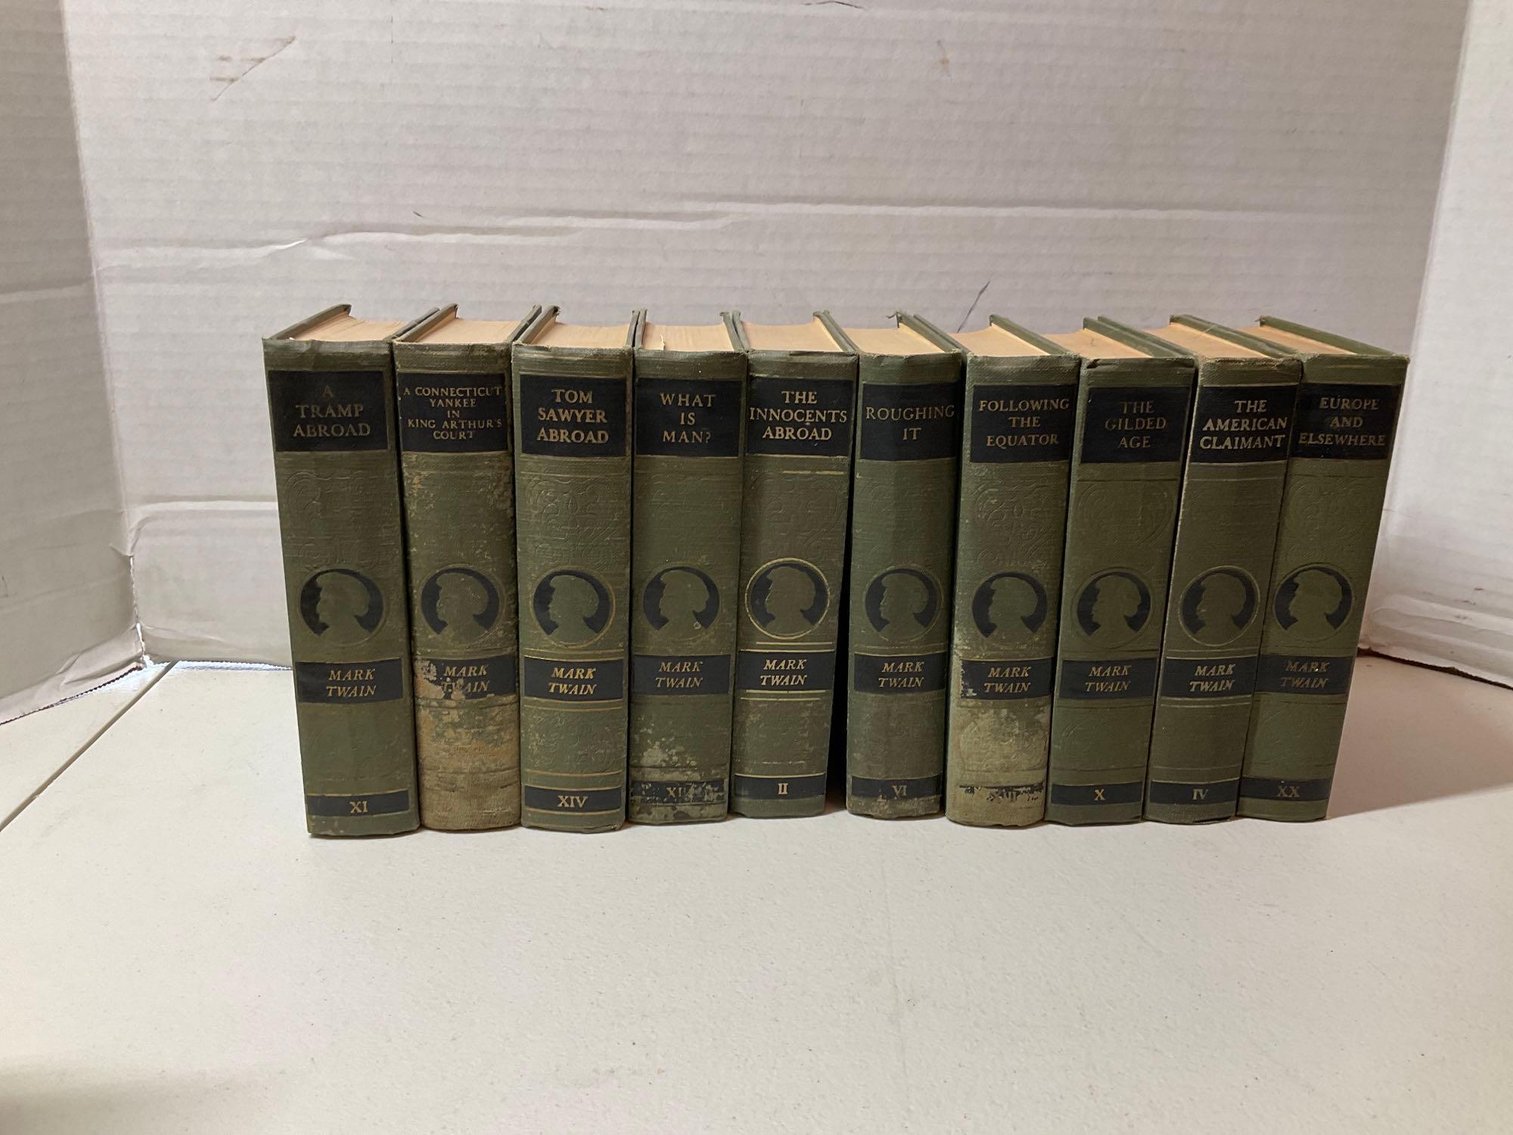 A
TRAMP
ABROAD
MARK
TWAIN
XI
A CONNECTICUT
YANKEE
IN
KING ARTHUR'S
COURT
MARK
TWAIN
TOM
SAWYER
ABROAD
MARK
TWAIN
XIV
WHAT
IS
MAN?
MARK
TWAIN
THE
INNOCENTS
ABROAD
MARK
TWAIN
II
ROUGHING
IT
MARK
TWAIN
VI
FOLLOWING
THE
EQUATOR
MARK
TWAIN
THE
GILDED
AGE
MARK
TWAIN
X
THE
AMERICAN
CLAIMANT
MARK
TWAIN
IV
EUROPE
AND
ELSEWHERE
MARK
TWAIN
XX